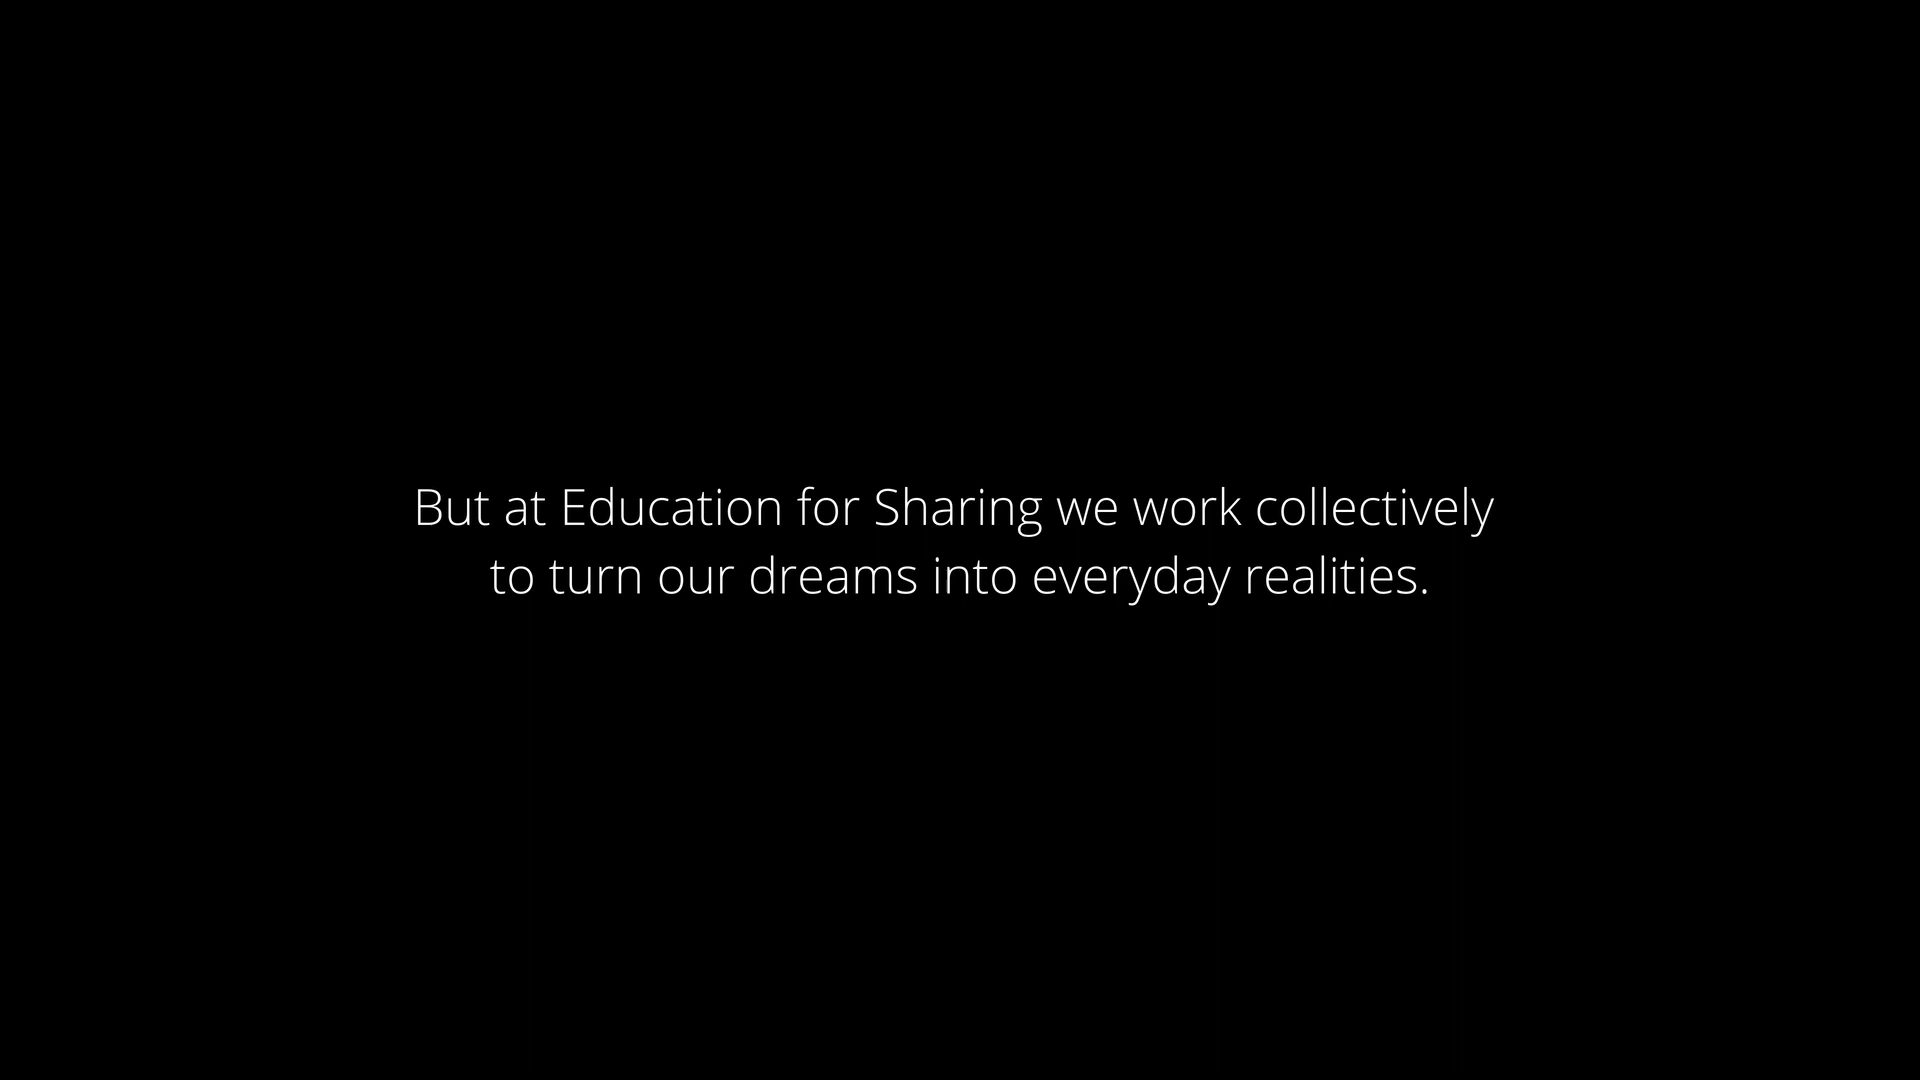 But at Education for Sharing we work collectively
to turn our dreams into everyday realities.